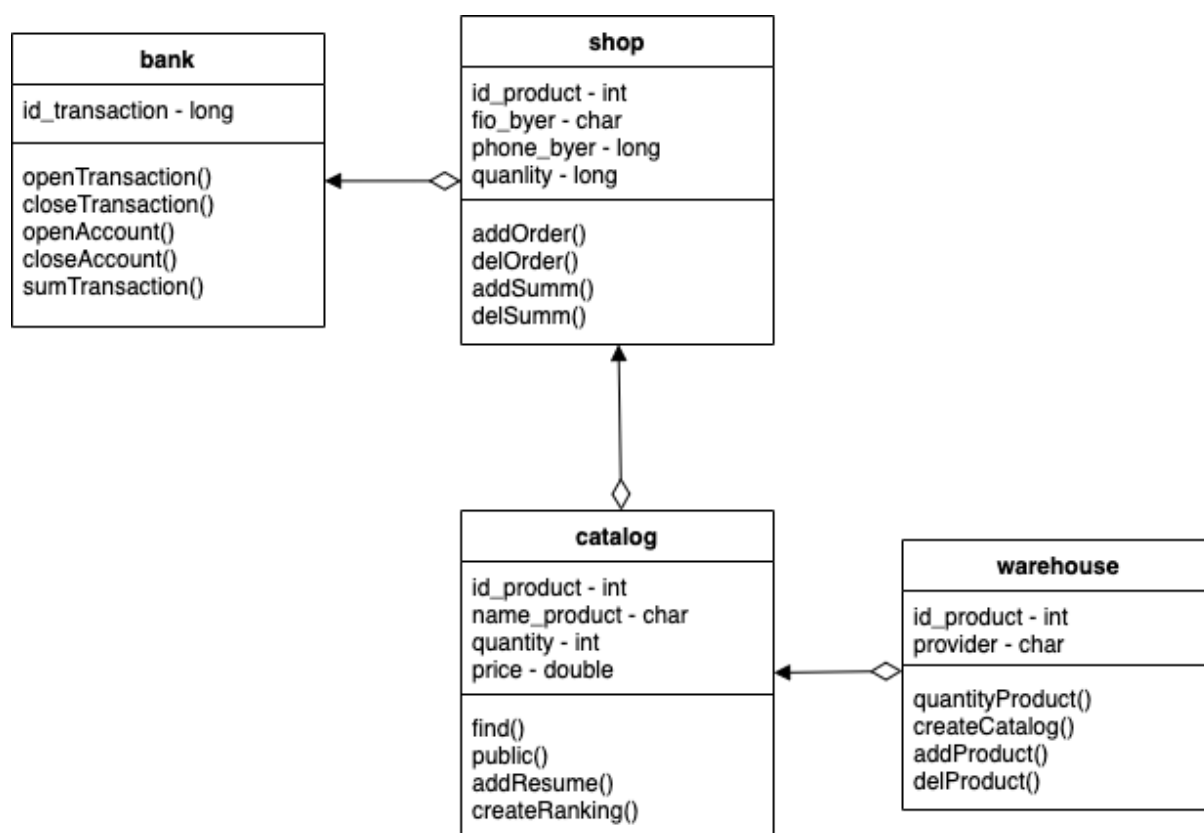 bank
id_transaction - long
openTransaction()
closeTransaction()
openAccount()
closeAccount()
sumTransaction()
shop
id_product - int
fio_byer - char
phone_byer - long
quanlity - long
addOrder()
delOrder()
addSumm()
delSumm()
catalog
id_product - int
name_product - char
quantity - int
price - double
find()
public()
addResume()
createRanking()
warehouse
id_product - int
provider - char
quantityProduct()
createCatalog()
addProduct()
delProduct()